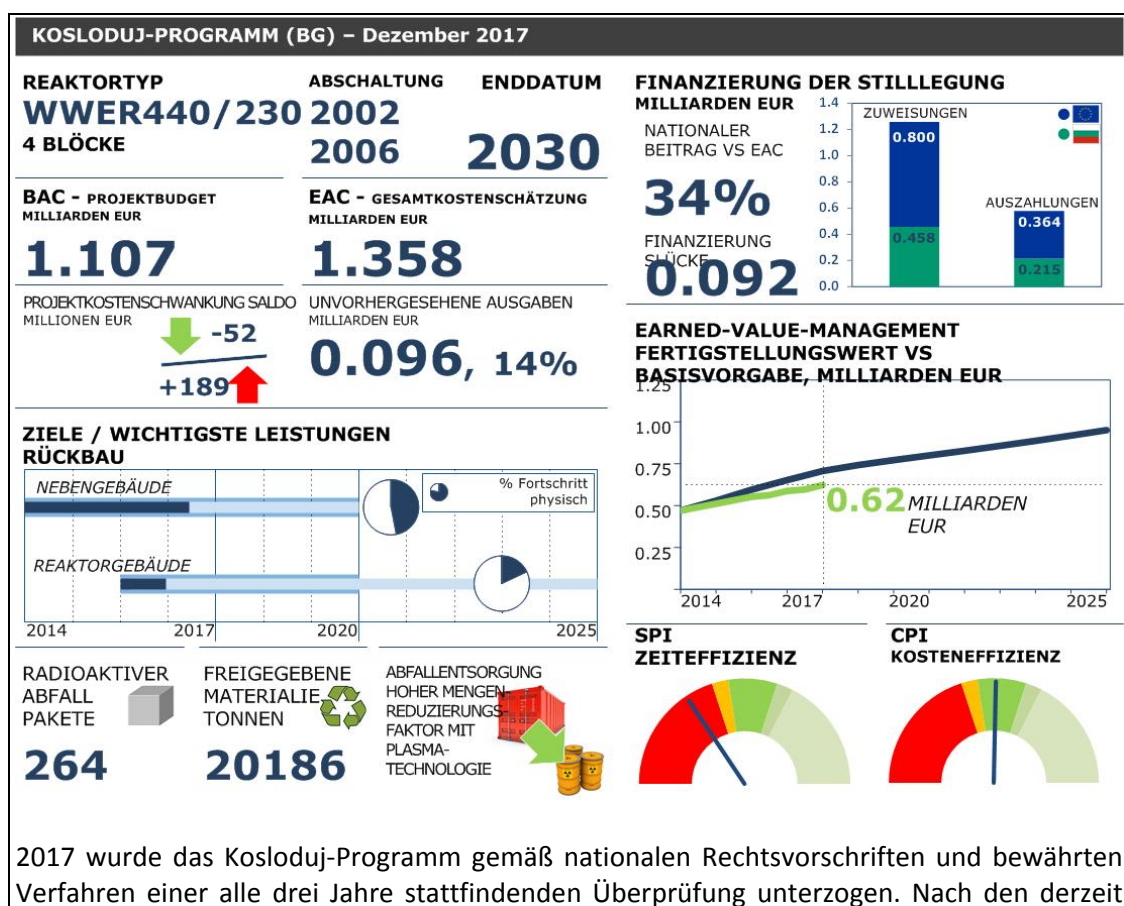 KOSLODUJ-PROGRAMM (BG) – Dezember 2017
REAKTORTYP
WWER440/230
4 BLÖCKE
ABSCHALTUNG
2002
2006
ENDDATUM
2030
BAC - PROJEKTBUDGET
MILLIARDEN EUR
1.107
EAC - GESAMTKOSTENSCHÄTZUNG
MILLIARDEN EUR
1.358
PROJEKTKOSTENSCHWANKUNG SALDO
MILLIONEN EUR
-52
+189
UNVORHERGESEHENE AUSGABEN
MILLIARDEN EUR
0.096, 14%
ZIELE / WICHTIGSTE LEISTUNGEN
RÜCKBAU
NEBENGEBÄUDE
% Fortschritt
physisch
REAKTORGEBÄUDE
2014 2017 2020 2025
RADIOAKTIVER
ABFALL
PAKETE
264
FREIGEGEBENE
MATERIALIE
TONNEN
20186
ABFALLENTSORGUNG
HOHER MENGEN-
REDUZIERUNGS-
FAKTOR MIT
PLASMA-
TECHNOLOGIE
FINANZIERUNG DER STILLLEGUNG
MILLIARDEN EUR
NATIONALER
BEITRAG VS EAC
34%
FINANZIERUNG
SLÜCKE
0.092
1.4
1.2
1.0
0.8
0.6
0.4
0.2
0.0
ZUWEISUNGEN
0.800
0.458
AUSZAHLUNGEN
0.364
0.215
EARNED-VALUE-MANAGEMENT
FERTIGSTELLUNGSWERT VS
BASISVORGABE, MILLIARDEN EUR
1.25
1.00
0.75
0.50
0.25
0.62 MILLIARDEN
EUR
2014 2017 2020 2025
SPI
ZEITEFFIZIENZ
CPI
KOSTENEFFIZIENZ
2017 wurde das Kosloduj-Programm gemäß nationalen Rechtsvorschriften und bewährten
Verfahren einer alle drei Jahre stattfindenden Überprüfung unterzogen. Nach den derzeit